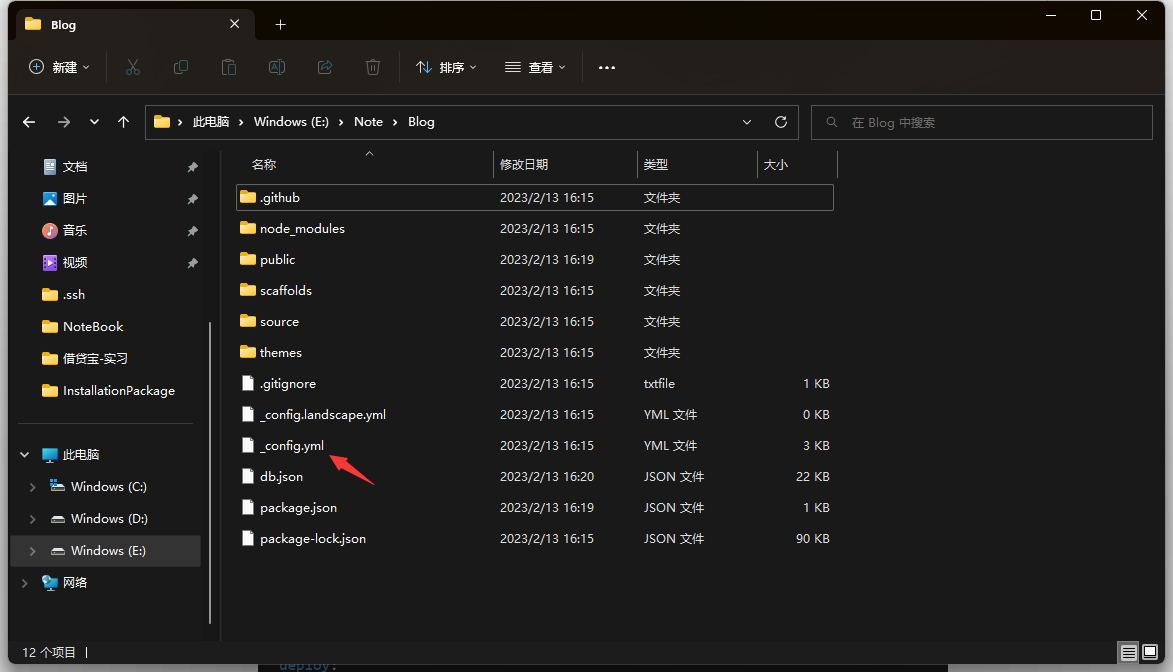 Blog
新建
排序
查看
此电脑 Windows (E:) Note Blog
在 Blog 中搜索
文档
图片
音乐
视频
.ssh
NoteBook
借贷宝-实习
InstallationPackage
此电脑
Windows (C:)
Windows (D:)
Windows (E:)
网络
名称 修改日期 类型 大小
.github 2023/2/13 16:15 文件夹
node_modules 2023/2/13 16:15 文件夹
public 2023/2/13 16:19 文件夹
scaffolds 2023/2/13 16:15 文件夹
source 2023/2/13 16:15 文件夹
themes 2023/2/13 16:15 文件夹
.gitignore 2023/2/13 16:15 txtfile 1 KB
_config.landscape.yml 2023/2/13 16:15 YML 文件 0 KB
_config.yml 2023/2/13 16:15 YML 文件 3 KB
db.json 2023/2/13 16:20 JSON 文件 22 KB
package.json 2023/2/13 16:19 JSON 文件 1 KB
package-lock.json 2023/2/13 16:15 JSON 文件 90 KB
12 个项目
deploy: